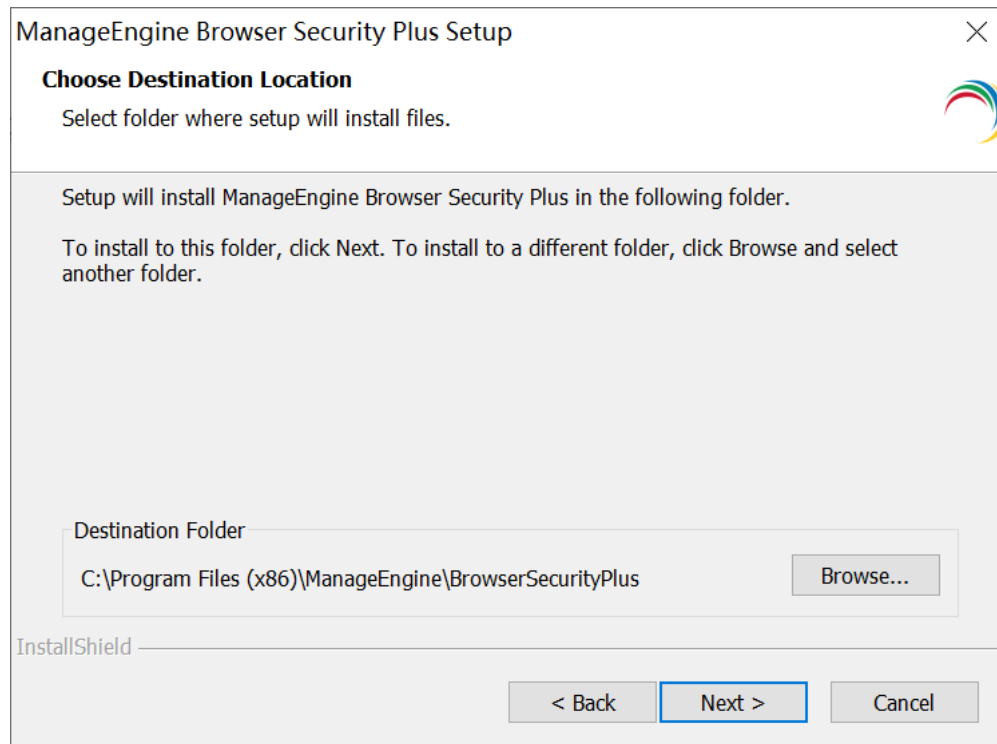 ManageEngine Browser Security Plus Setup
Choose Destination Location
Select folder where setup will install files.
Setup will install ManageEngine Browser Security Plus in the following folder.
To install to this folder, click Next. To install to a different folder, click Browse and select
another folder.
Destination Folder
C:\Program Files (x86)\ManageEngine\BrowserSecurityPlus
Browse...
InstallShield
< Back
Next >
Cancel